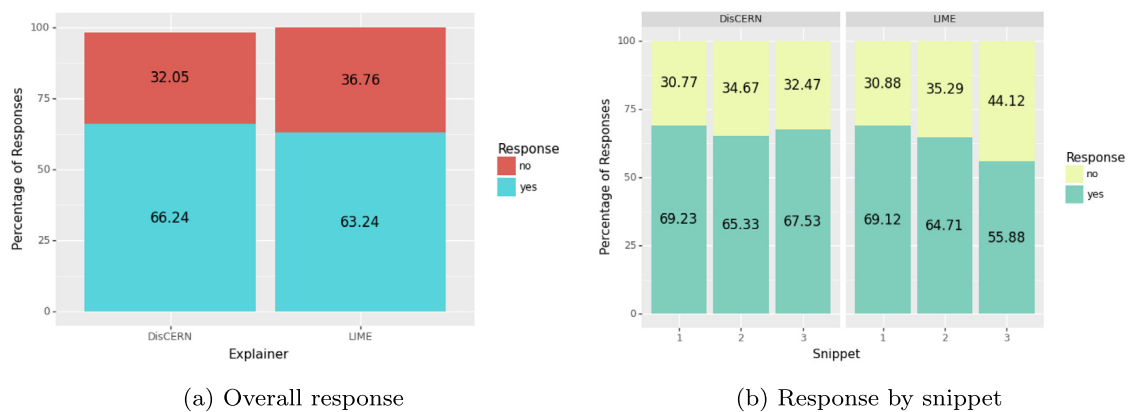 100
75
50
25
0
Percentage of Responses
32.05
36.76
66.24
63.24
DisCERN
LIME
Explainer
Response
no
yes
(a) Overall response
DisCERN
LIME
100
75
50
25
0
Percentage of Responses
30.77
34.67
32.47
30.88
35.29
44.12
69.23
65.33
67.53
69.12
64.71
55.88
1
2
3
1
2
3
Snippet
Response
no
yes
(b) Response by snippet